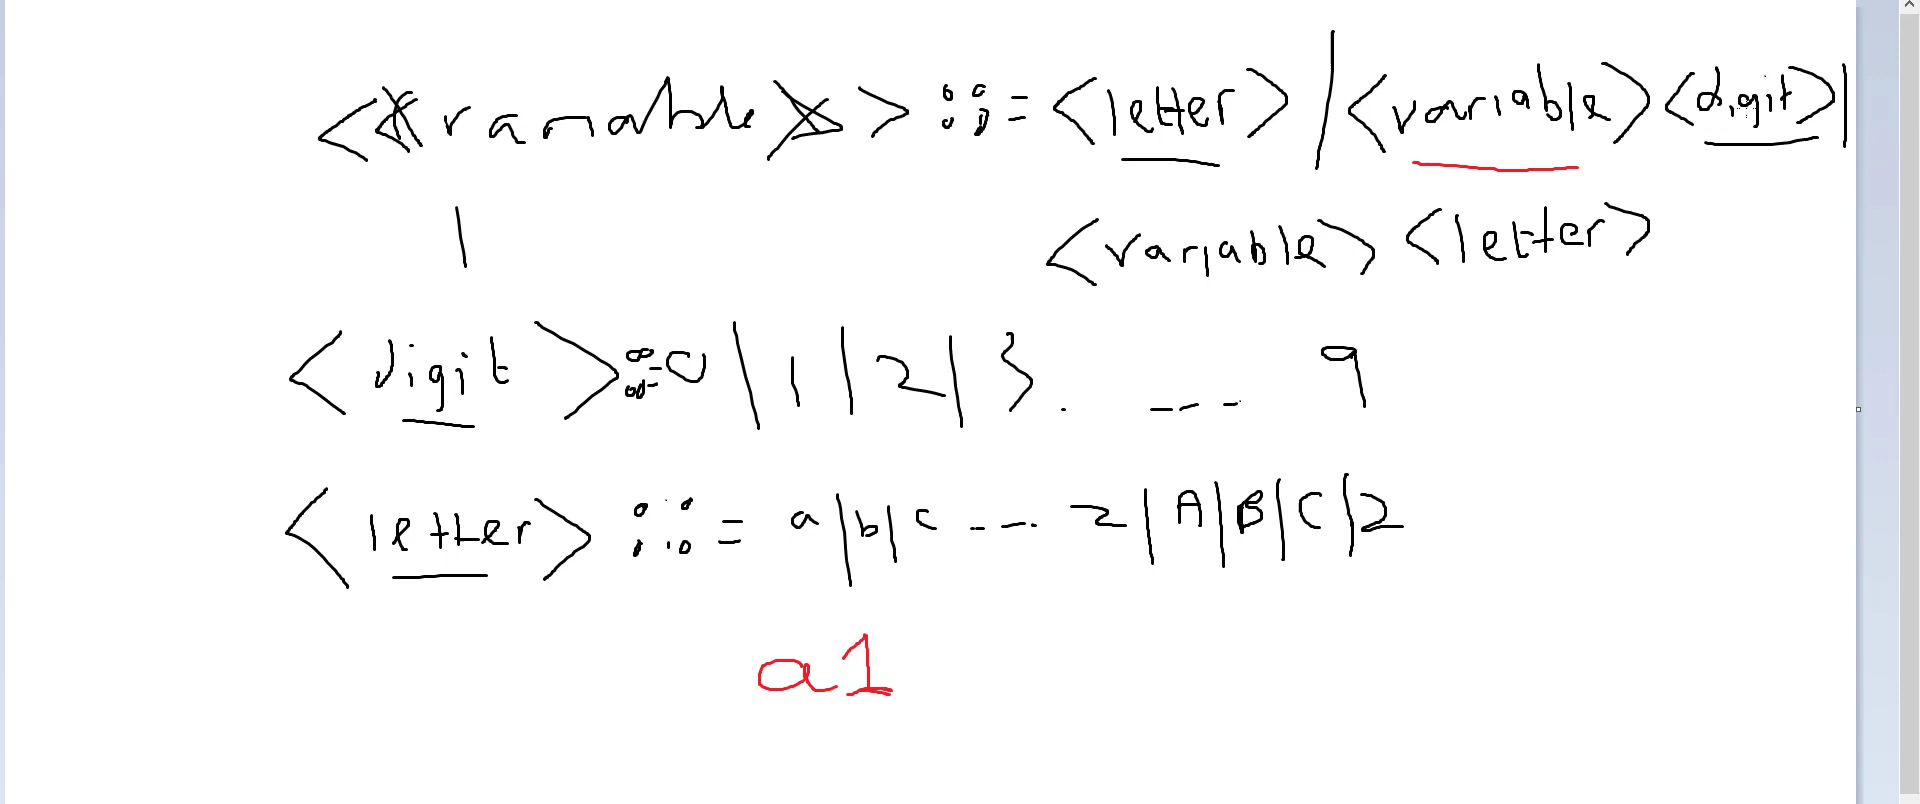 <variable> ::= <letter> | <variable><digit> |
<variable> <letter>
<digit> ::= 0 | 1 | 2 | 3 . --- 9
<letter> ::= a | b | c --- z | A | B | C | Z
a1